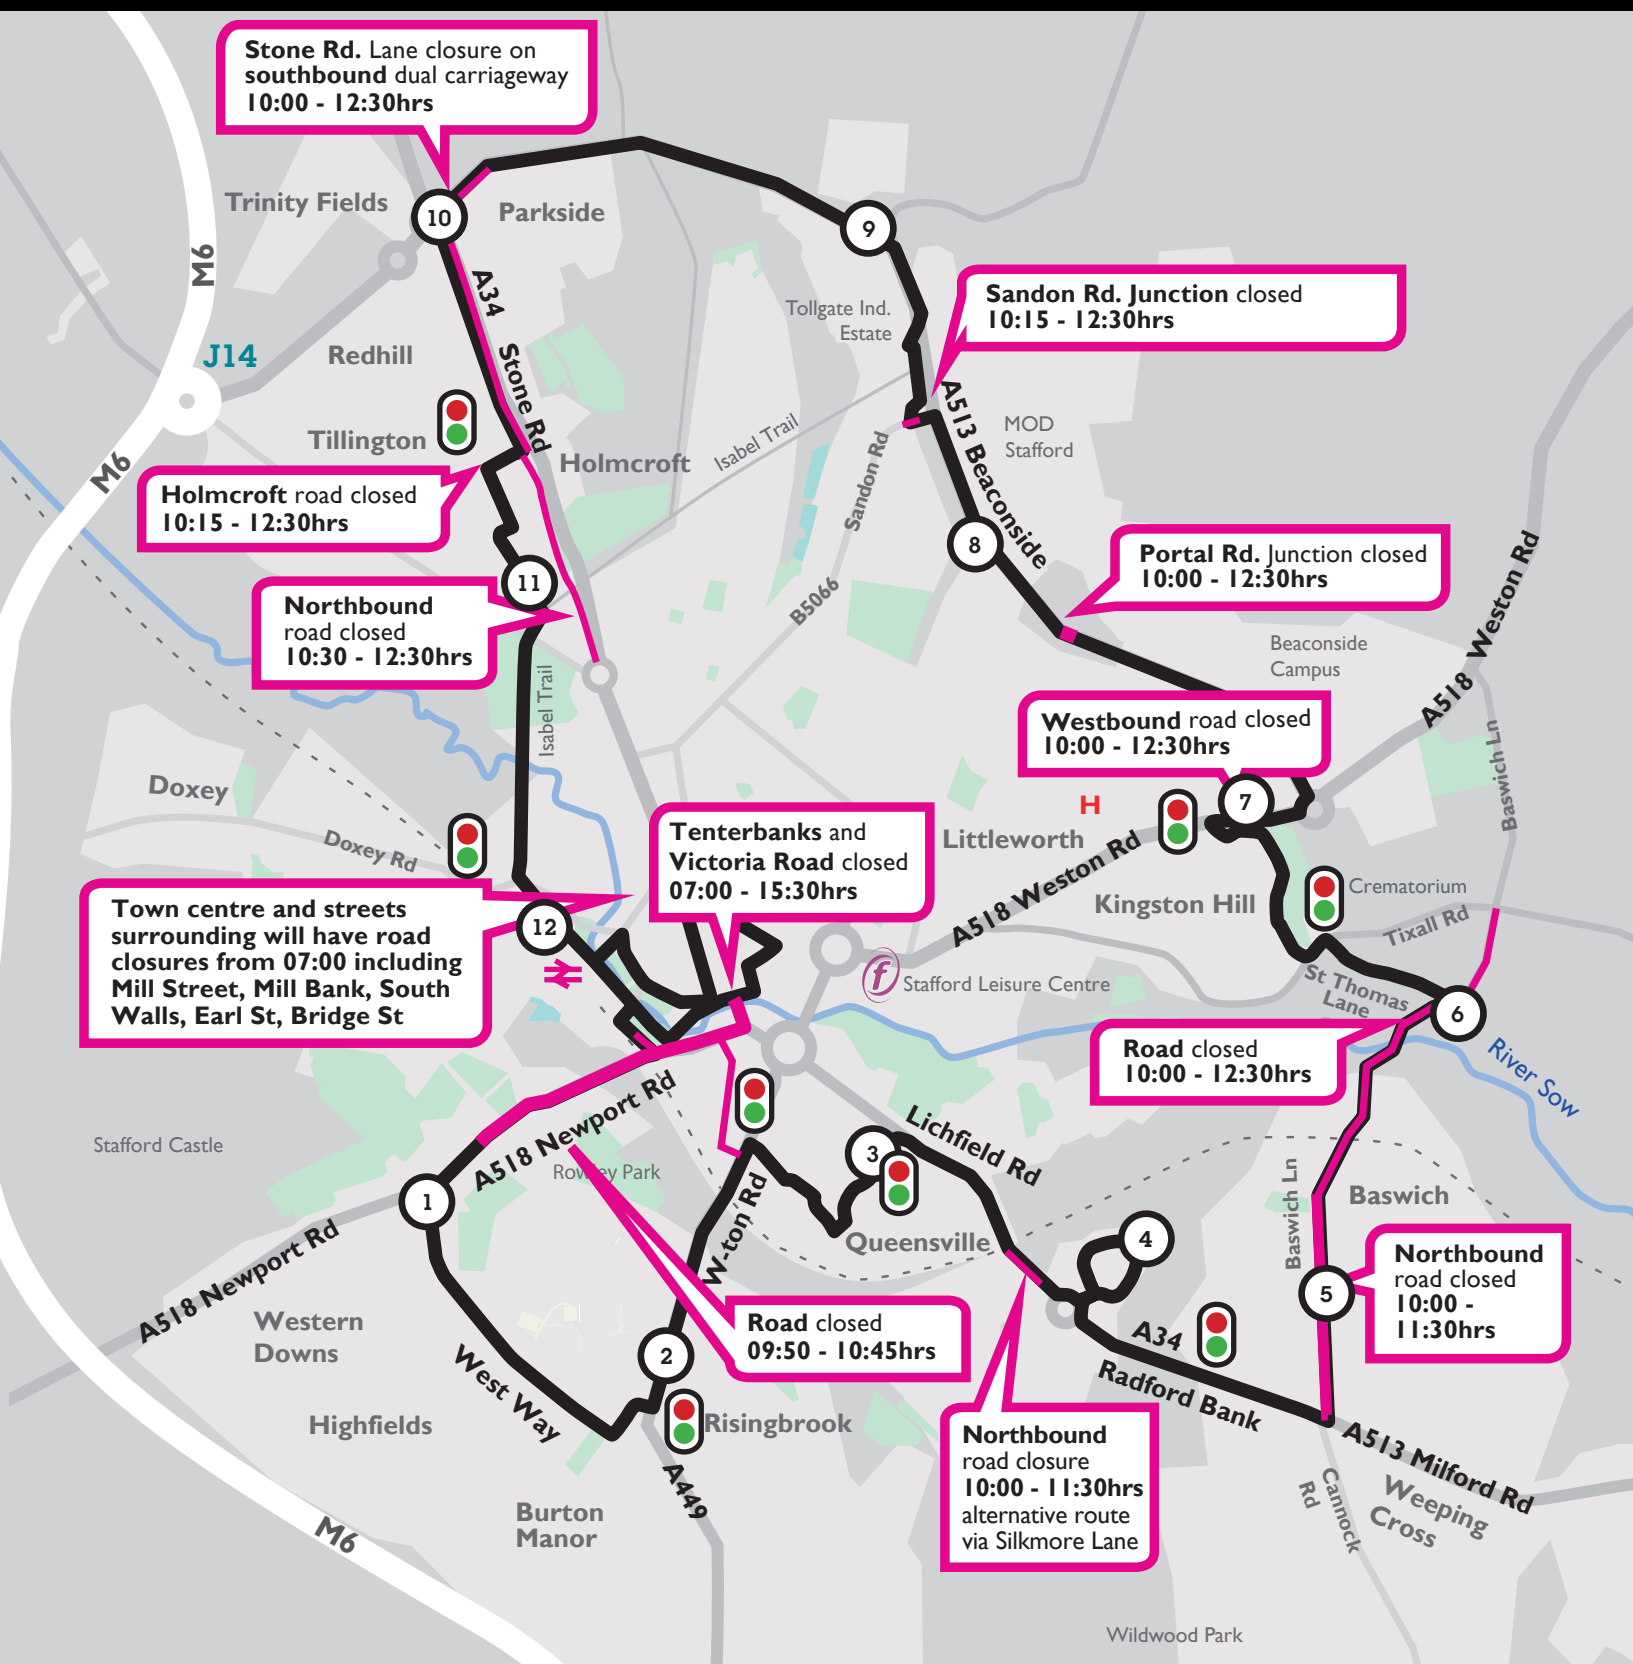 Stone Rd. Lane closure on
southbound dual carriageway
10:00 - 12:30hrs
Trinity Fields
10
Parkside
9
M6
A34
Stone Rd
Tollgate Ind.
Estate
Sandon Rd. Junction closed
10:15 - 12:30hrs
J14
Redhill
Tillington
Holmcroft
Isabel Trail
Sandon Rd
A513 Beaconside
MOD
Stafford
M6
Holmcroft road closed
10:15 - 12:30hrs
11
8
Portal Rd. Junction closed
10:00 - 12:30hrs
A518 Weston Rd
Northbound
road closed
10:30 - 12:30hrs
B5066
Beaconside
Campus
Isabel Trail
Westbound road closed
10:00 - 12:30hrs
Baswich Ln
Doxey
Doxey Rd
H
7
Littleworth
Tenterbanks and
Victoria Road closed
07:00 - 15:30hrs
A518 Weston Rd
Kingston Hill
Crematorium
Tixall Rd
Town centre and streets
surrounding will have road
closures from 07:00 including
Mill Street, Mill Bank, South
Walls, Earl St, Bridge St
12
f
Stafford Leisure Centre
St Thomas
Lane
6
Road closed
10:00 - 12:30hrs
River Sow
Stafford Castle
A518 Newport Rd
Rowley Park
Lichfield Rd
3
1
W-ton Rd
Queensville
4
Baswich Ln
Baswich
A518 Newport Rd
Northbound
road closed
10:00 -
11:30hrs
5
Western
Downs
Road closed
09:50 - 10:45hrs
2
A34
Radford Bank
West Way
Highfields
Risingbrook
A449
Northbound
road closure
10:00 - 11:30hrs
alternative route
via Silkmore Lane
A513 Milford Rd
Cannock
Rd
Weeping
Cross
Burton
Manor
M6
Wildwood Park